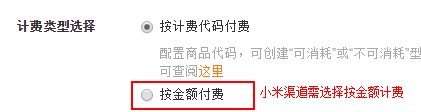 计费类型选择
按计费代码付费
配置商品代码，可创建“可消耗”或“不可消耗”型
可查阅这里
按金额付费 小米渠道需选择按金额计费